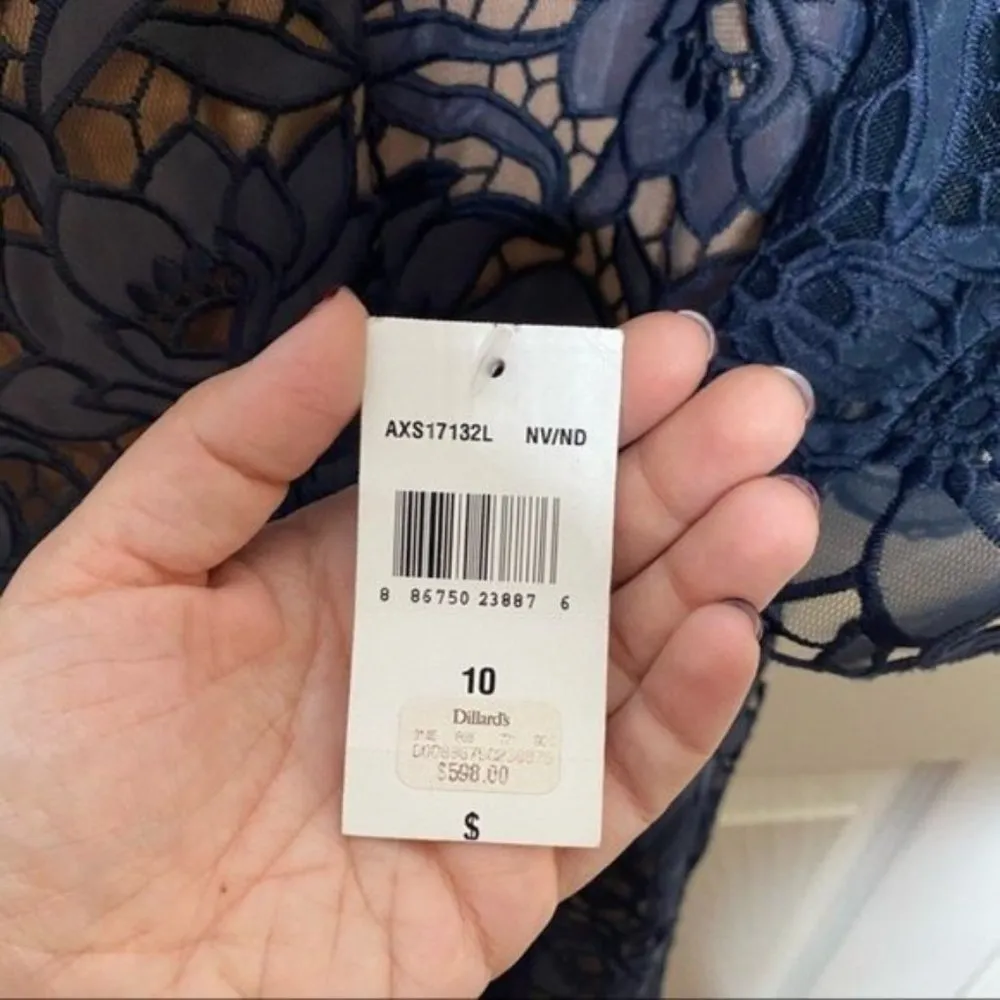 AXS17132L NV/ND
8 86750 23887 6
10
Dillard's
$598.00
$